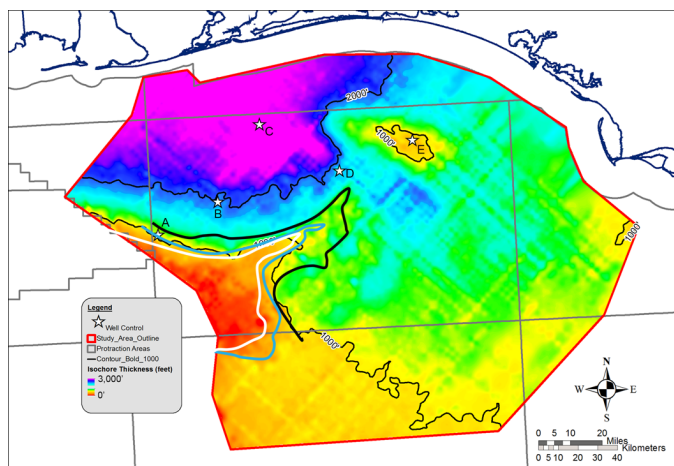 2000'
1000'
C
E
D
B
A
1000'
1000'
1000'
Legend
Well Control
Study_Area_Outline
Protraction Areas
Contour_Bold_1000
Isochore Thickness (feet)
3,000'
0'
N
W E
S
0 5 10 20
Miles
Kilometers
0 5 10 20 30 40